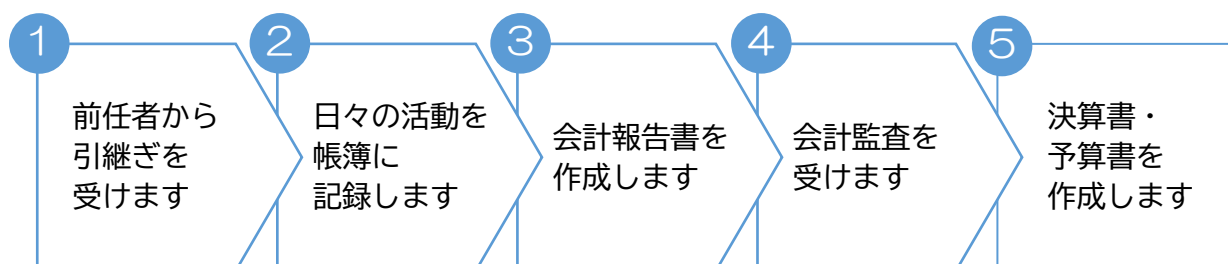 1
前任者から
引継ぎを
受けます
2
日々の活動を
帳簿に
記録します
3
会計報告書を
作成します
4
会計監査を
受けます
5
決算書・
予算書を
作成します